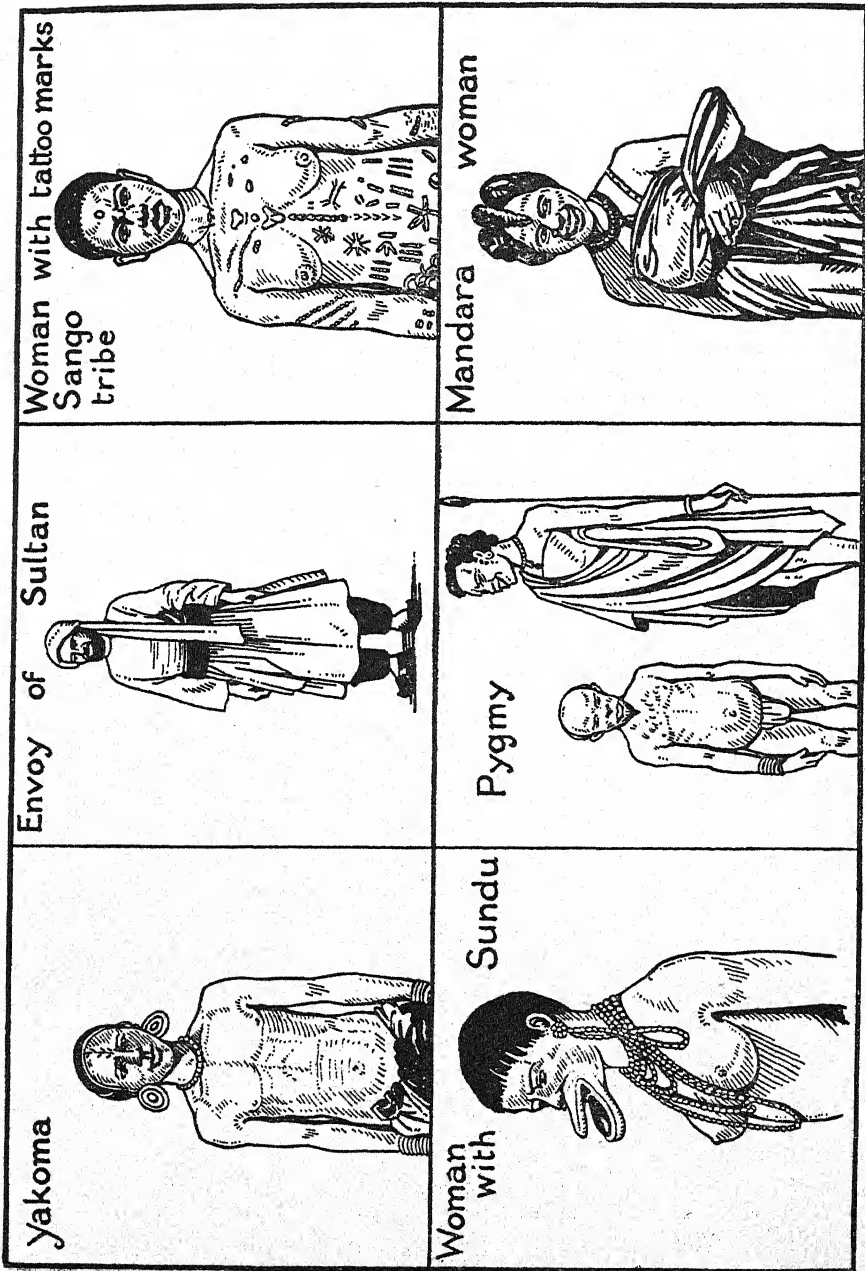 Yakoma
Envoy of Sultan
Woman with tattoo marks
Sango
tribe
Woman Sundu
with
Pygmy
Mandara woman